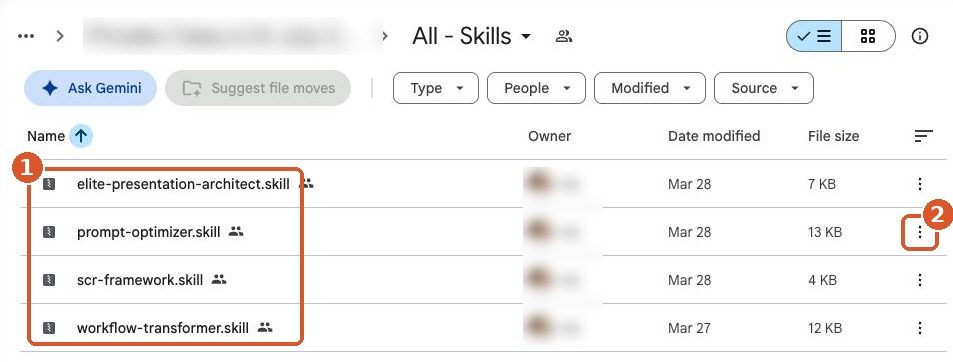 All - Skills
Ask Gemini
Suggest file moves
Type
People
Modified
Source
Name
Owner
Date modified
File size
1
elite-presentation-architect.skill
Mar 28
7 KB
prompt-optimizer.skill
Mar 28
13 KB
2
scr-framework.skill
Mar 28
4 KB
workflow-transformer.skill
Mar 27
12 KB